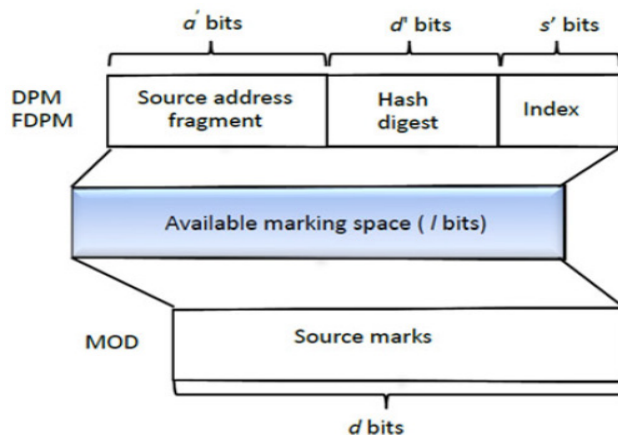 a' bits d' bits s' bits
DPM
FDPM
Source address
fragment
Hash
digest
Index
Available marking space ( l bits)
MOD
Source marks
d bits